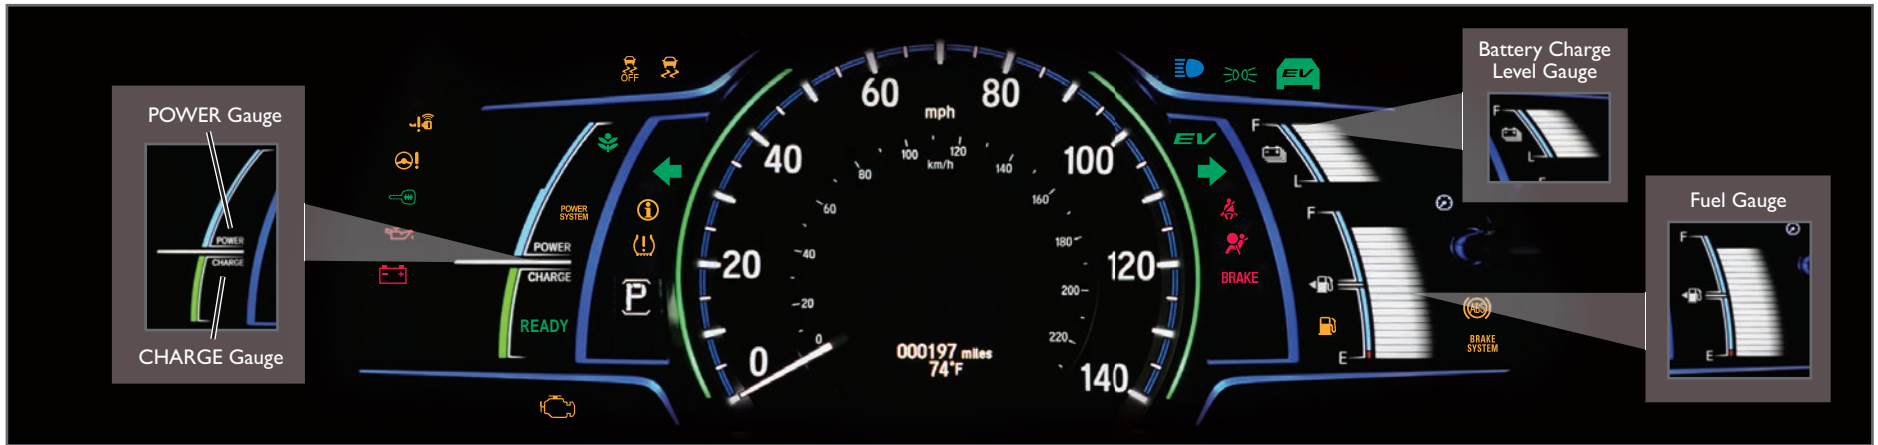 POWER Gauge
POWER
CHARGE
CHARGE Gauge
OFF
POWER
SYSTEM
POWER
CHARGE
READY
P
0
20
40
60
80
100
120
140
mph
km/h
0
20
40
60
80
100
120
140
160
180
200
220
000197 miles
74°F
EV
EV
BRAKE
F
L
F
E
ABS
BRAKE
SYSTEM
Battery Charge
Level Gauge
F
L
Fuel Gauge
F
E